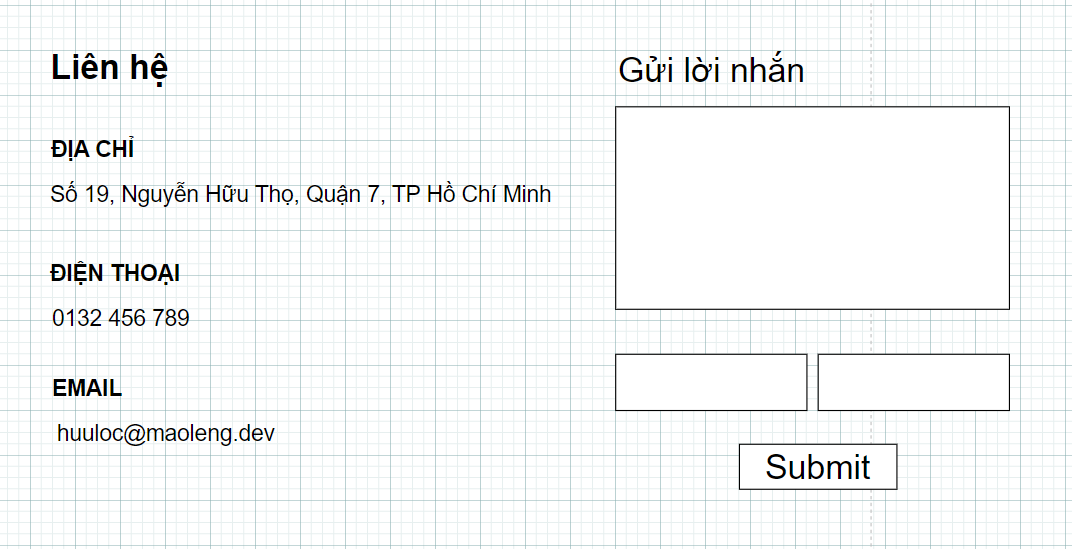 Liên hệ
ĐỊA CHỈ
Số 19, Nguyễn Hữu Thọ, Quận 7, TP Hồ Chí Minh
ĐIỆN THOẠI
0132 456 789
EMAIL
huuloc@maoleng.dev
Gửi lời nhắn
Submit